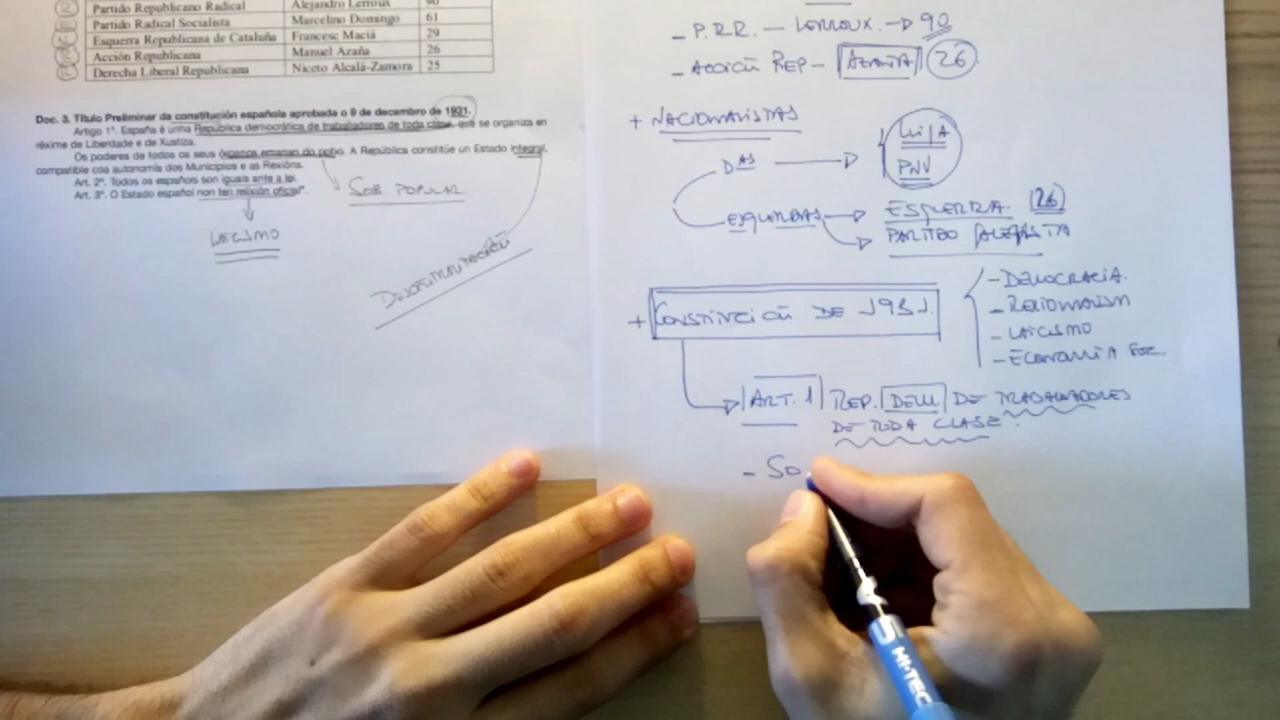 Partido Republicano Radical Alejandro Lerroux 90
Partido Radical Socialista Marcelino Domingo 61
Esquerra Republicana de Cataluña Francesc Maciá 29
Acción Republicana Manuel Azaña 26
Derecha Liberal Republicana Niceto Alcalá-Zamora 25
Doc. 3. Título Preliminar da constitución española aprobada o 9 de decembro de 1931.
Artigo 1º. España é unha República democrática de traballadores de toda clase, que se organiza en
réxime de Liberdade e de Xustiza.
Os poderes de todos os seus órganos emanan do pobo. A República constitúe un Estado integral,
compatible coa autonomía dos Municipios e as Rexións.
Art. 2º. Todos os españois son iguais ante a lei.
Art. 3º. O Estado español non ten relixión oficial".
SOB POPULAR
LAICISMO
- P.R.R. - LERROUX. → 90
- ACCIÓN REP - AZAÑA 26
+ NACIONALISTAS
DAS → LLIGA
PNV
ESQUERDAS → ESQUERRA. (26)
→ PARTIDO GALEGUISTA
+ CONSTITUCIÓN DE 1931.
- DEMOCRACIA.
- LAICISMO
- ECONOMÍA
ART. 1 REP. DEM. DE TRABALLADORES
DE TODA CLASE.
- SO
HI-TEC